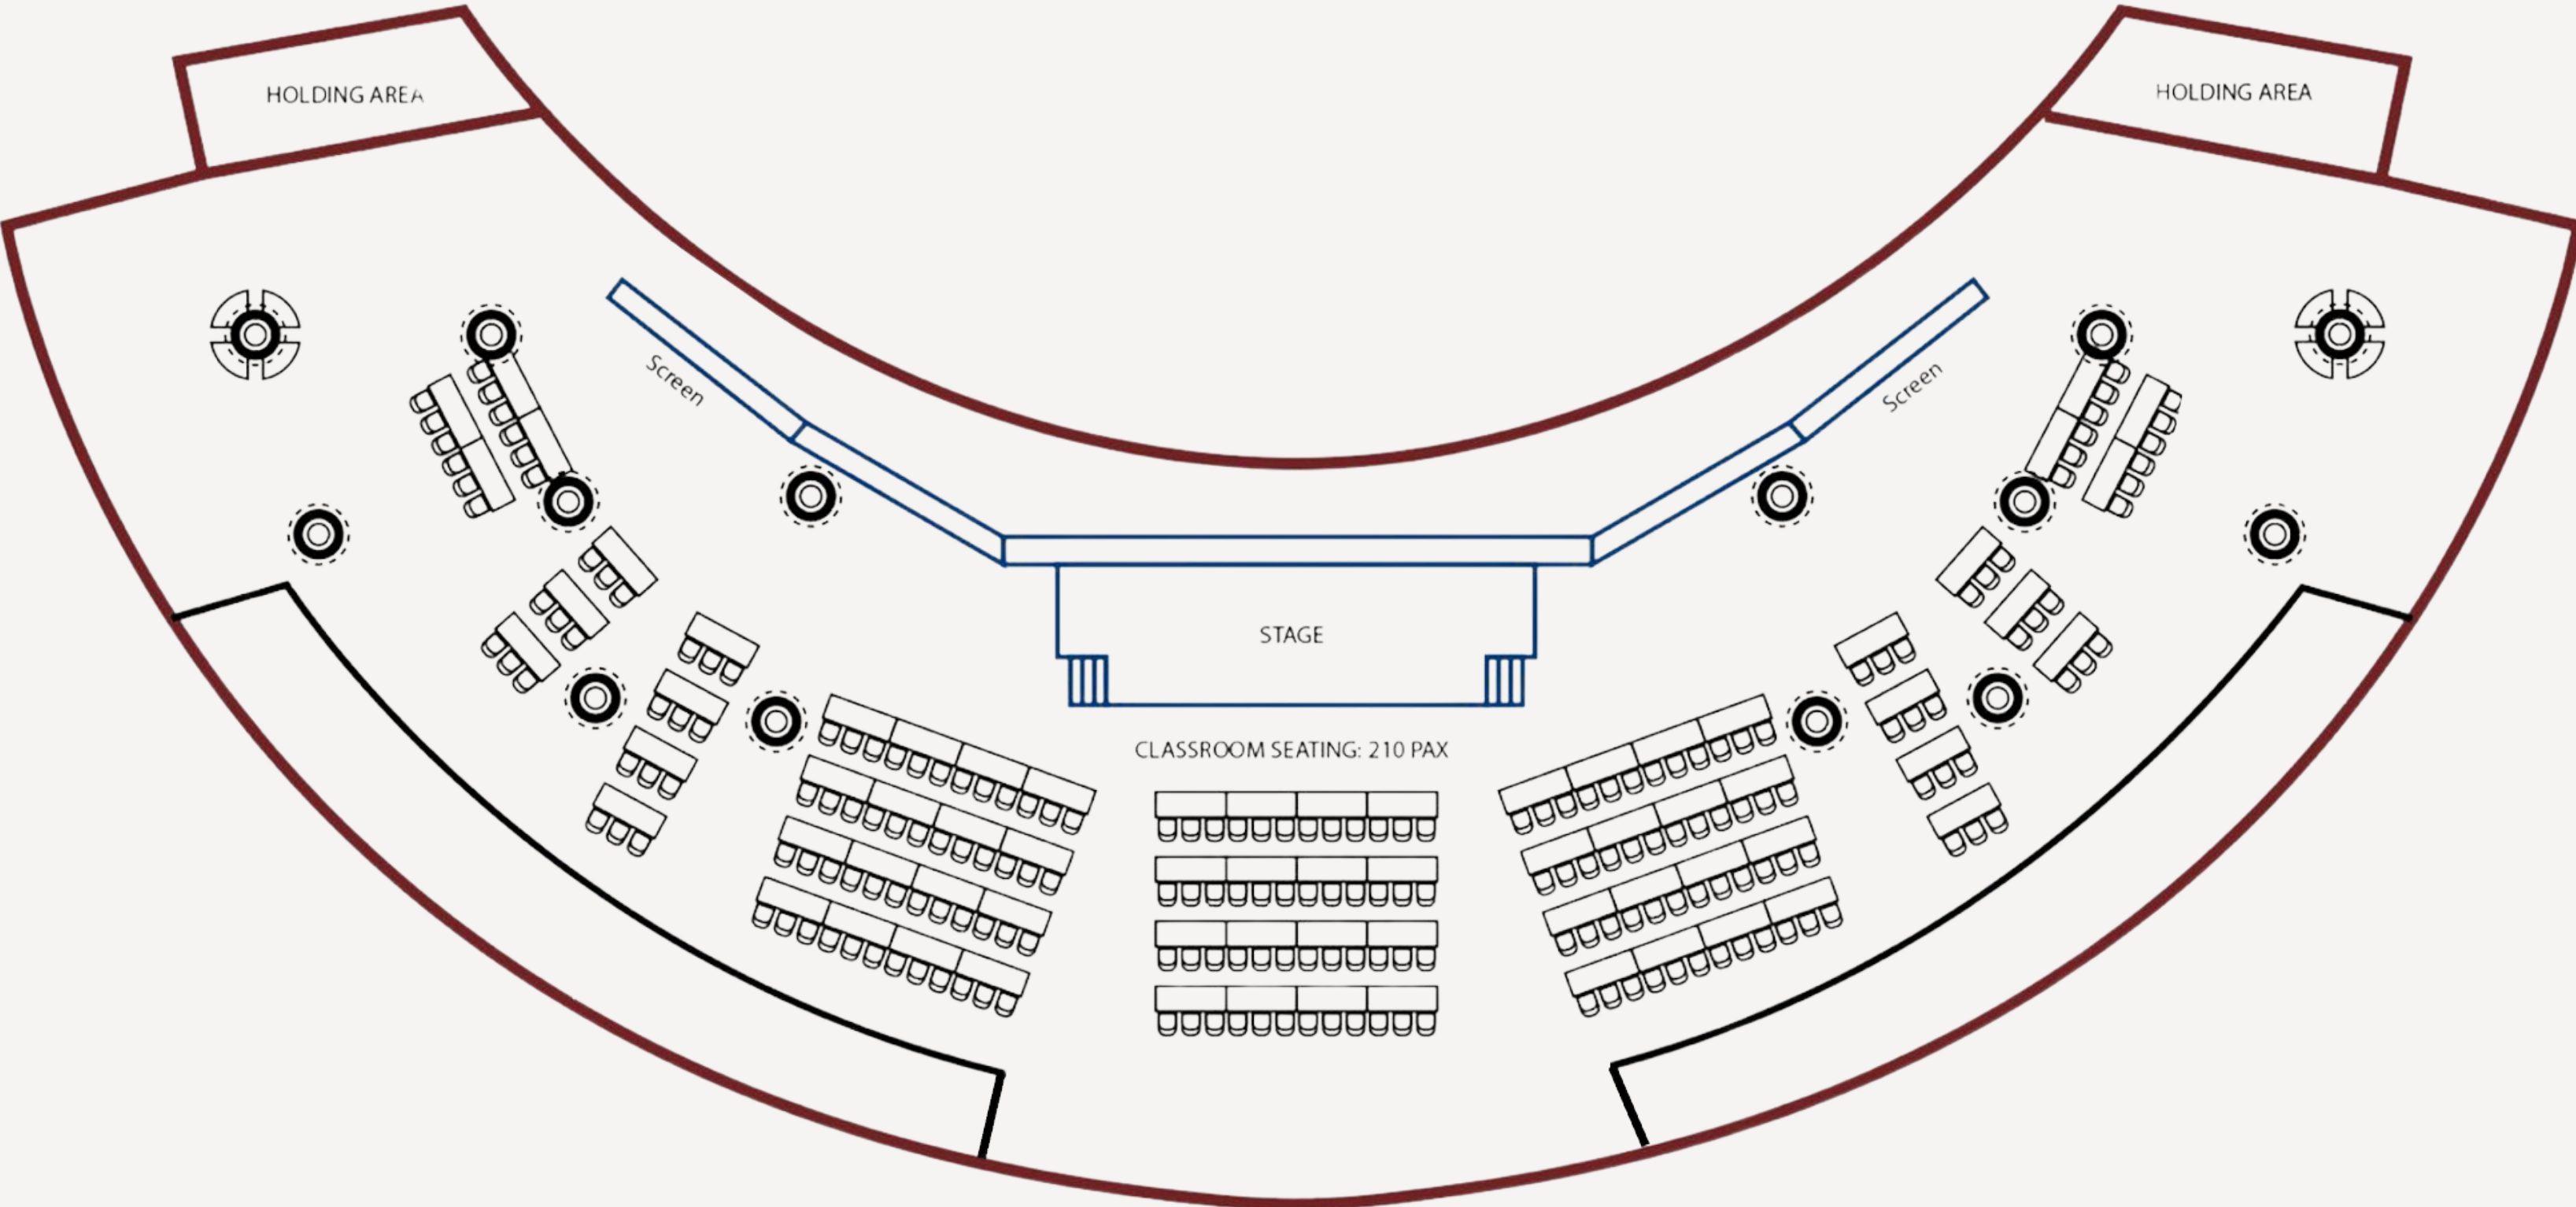 HOLDING AREA
HOLDING AREA
Screen
Screen
STAGE
CLASSROOM SEATING: 210 PAX